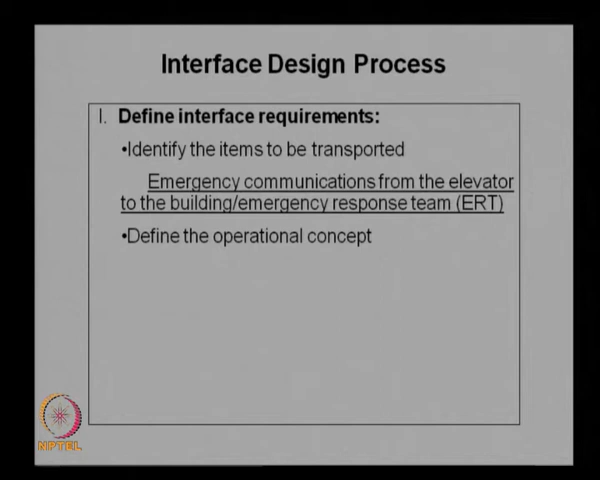 Interface Design Process
I. Define interface requirements:
•Identify the items to be transported
Emergency communications from the elevator
to the building/emergency response team (ERT)
•Define the operational concept
NPTEL